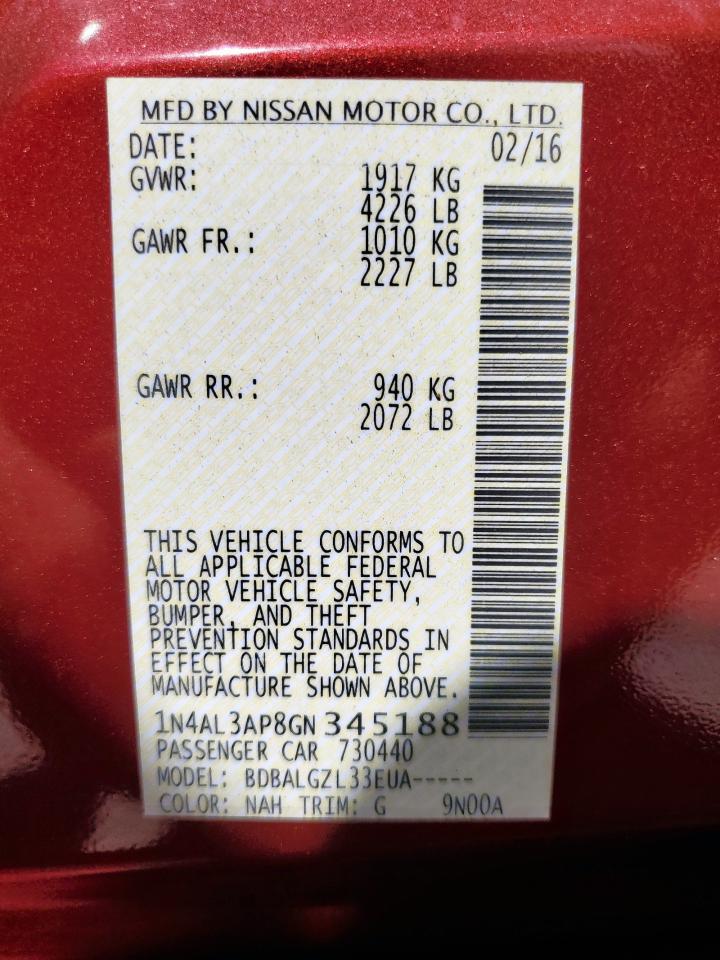 MFD BY NISSAN MOTOR CO., LTD.
DATE: 02/16
GVWR: 1917 KG
4226 LB
GAWR FR.: 1010 KG
2227 LB
GAWR RR.: 940 KG
2072 LB
THIS VEHICLE CONFORMS TO
ALL APPLICABLE FEDERAL
MOTOR VEHICLE SAFETY,
BUMPER, AND THEFT
PREVENTION STANDARDS IN
EFFECT ON THE DATE OF
MANUFACTURE SHOWN ABOVE.
1N4AL3AP8GN345188
PASSENGER CAR 730440
MODEL: BDBALGZL33EUA-----
COLOR: NAH TRIM: G 9N00A